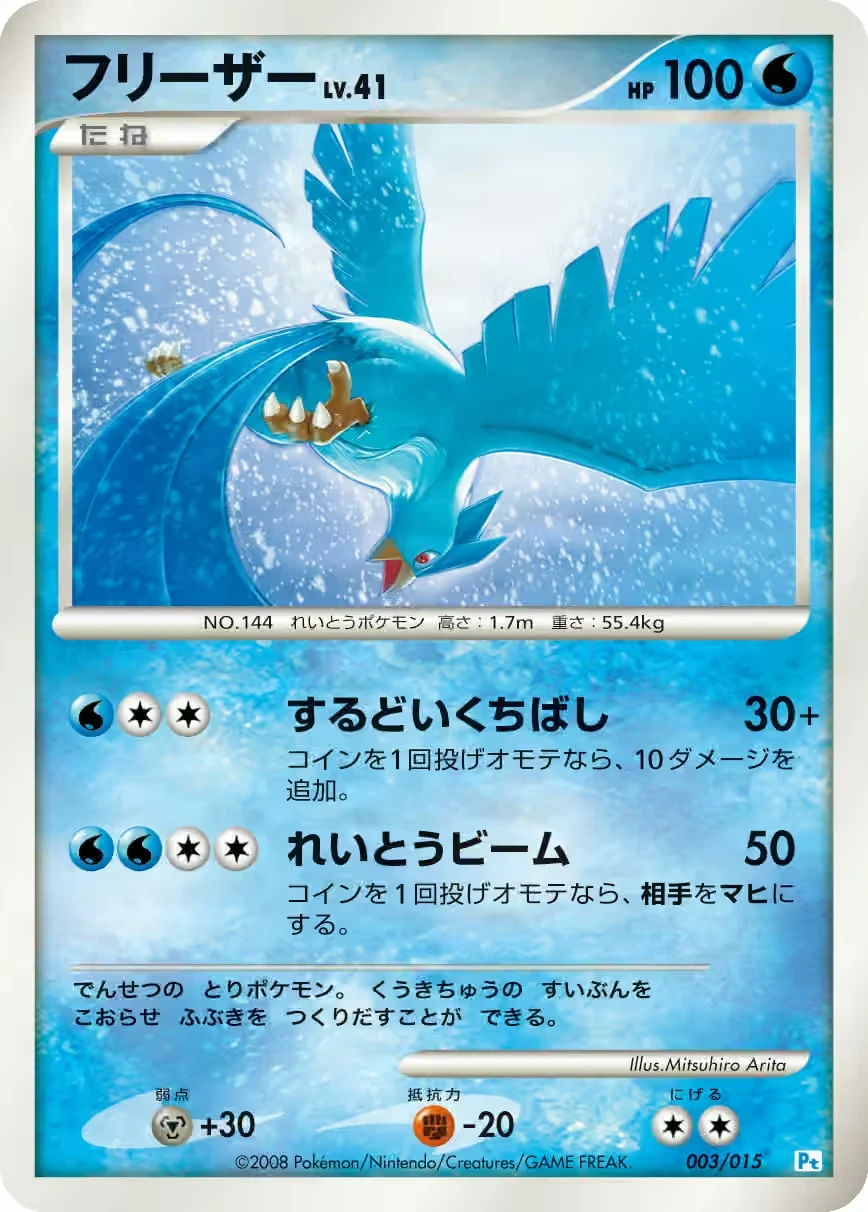 フリーザー LV.41 HP 100
たね
NO.144 れいとうポケモン 高さ：1.7m 重さ：55.4kg
するどいくちばし 30+
コインを1回投げオモテなら、10ダメージを
追加。
れいとうビーム 50
コインを1回投げオモテなら、相手をマヒに
する。
でんせつの とりポケモン。 くうきちゅうの すいぶんを
こおらせ ふぶきを つくりだすことが できる。
Illus.Mitsuhiro Arita
弱点 抵抗力 にげる
+30 -20
©2008 Pokémon/Nintendo/Creatures/GAME FREAK. 003/015 Pt